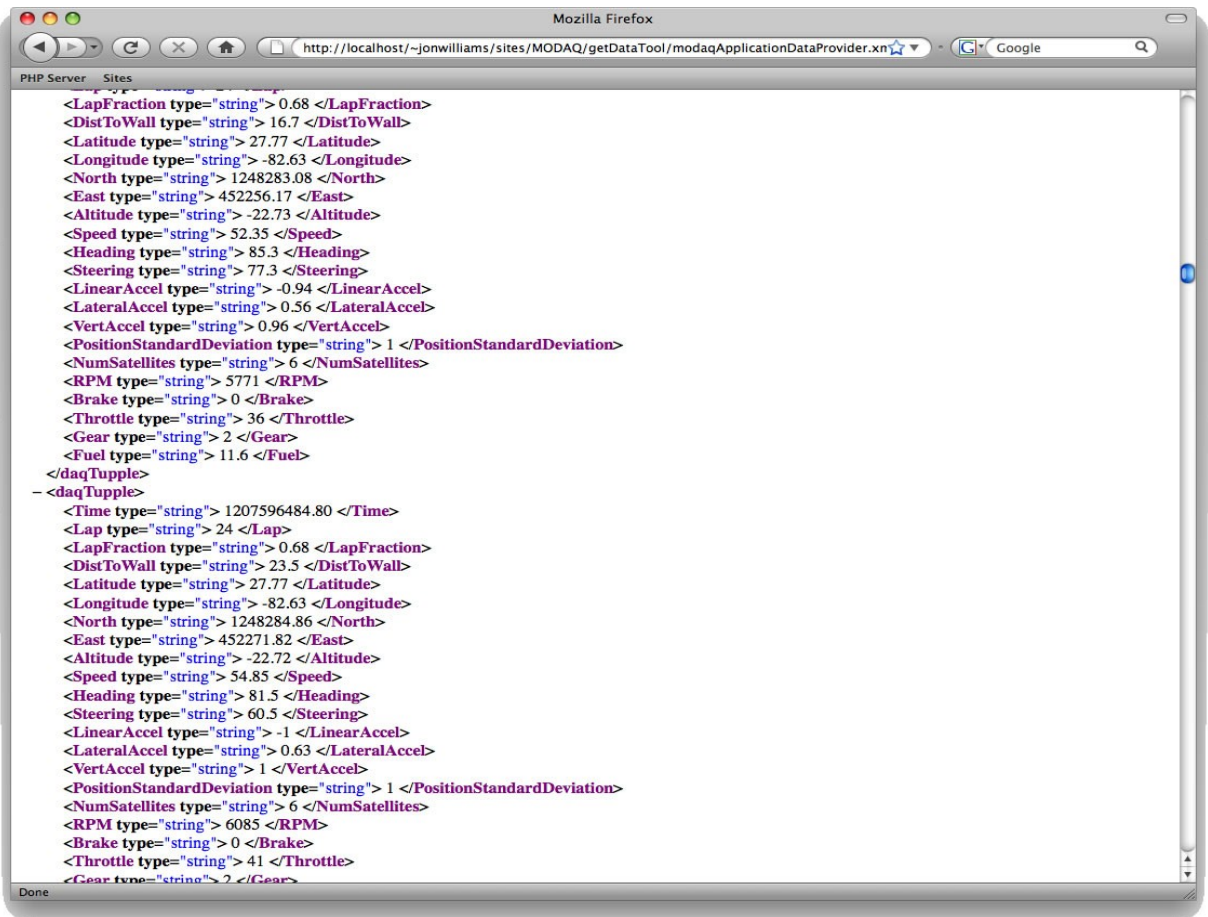 Mozilla Firefox
http://localhost/~jonwilliams/sites/MODAQ/getDataTool/modaqApplicationDataProvider.xm
Google
PHP Server Sites
<LapFraction type="string"> 0.68 </LapFraction>
<DistToWall type="string"> 16.7 </DistToWall>
<Latitude type="string"> 27.77 </Latitude>
<Longitude type="string"> -82.63 </Longitude>
<North type="string"> 1248283.08 </North>
<East type="string"> 452256.17 </East>
<Altitude type="string"> -22.73 </Altitude>
<Speed type="string"> 52.35 </Speed>
<Heading type="string"> 85.3 </Heading>
<Steering type="string"> 77.3 </Steering>
<LinearAccel type="string"> -0.94 </LinearAccel>
<LateralAccel type="string"> 0.56 </LateralAccel>
<VertAccel type="string"> 0.96 </VertAccel>
<PositionStandardDeviation type="string"> 1 </PositionStandardDeviation>
<NumSatellites type="string"> 6 </NumSatellites>
<RPM type="string"> 5771 </RPM>
<Brake type="string"> 0 </Brake>
<Throttle type="string"> 36 </Throttle>
<Gear type="string"> 2 </Gear>
<Fuel type="string"> 11.6 </Fuel>
</daqTupple>
– <daqTupple>
<Time type="string"> 1207596484.80 </Time>
<Lap type="string"> 24 </Lap>
<LapFraction type="string"> 0.68 </LapFraction>
<DistToWall type="string"> 23.5 </DistToWall>
<Latitude type="string"> 27.77 </Latitude>
<Longitude type="string"> -82.63 </Longitude>
<North type="string"> 1248284.86 </North>
<East type="string"> 452271.82 </East>
<Altitude type="string"> -22.72 </Altitude>
<Speed type="string"> 54.85 </Speed>
<Heading type="string"> 81.5 </Heading>
<Steering type="string"> 60.5 </Steering>
<LinearAccel type="string"> -1 </LinearAccel>
<LateralAccel type="string"> 0.63 </LateralAccel>
<VertAccel type="string"> 1 </VertAccel>
<PositionStandardDeviation type="string"> 1 </PositionStandardDeviation>
<NumSatellites type="string"> 6 </NumSatellites>
<RPM type="string"> 6085 </RPM>
<Brake type="string"> 0 </Brake>
<Throttle type="string"> 41 </Throttle>
<Gear type="string"> 2 </Gear>
Done